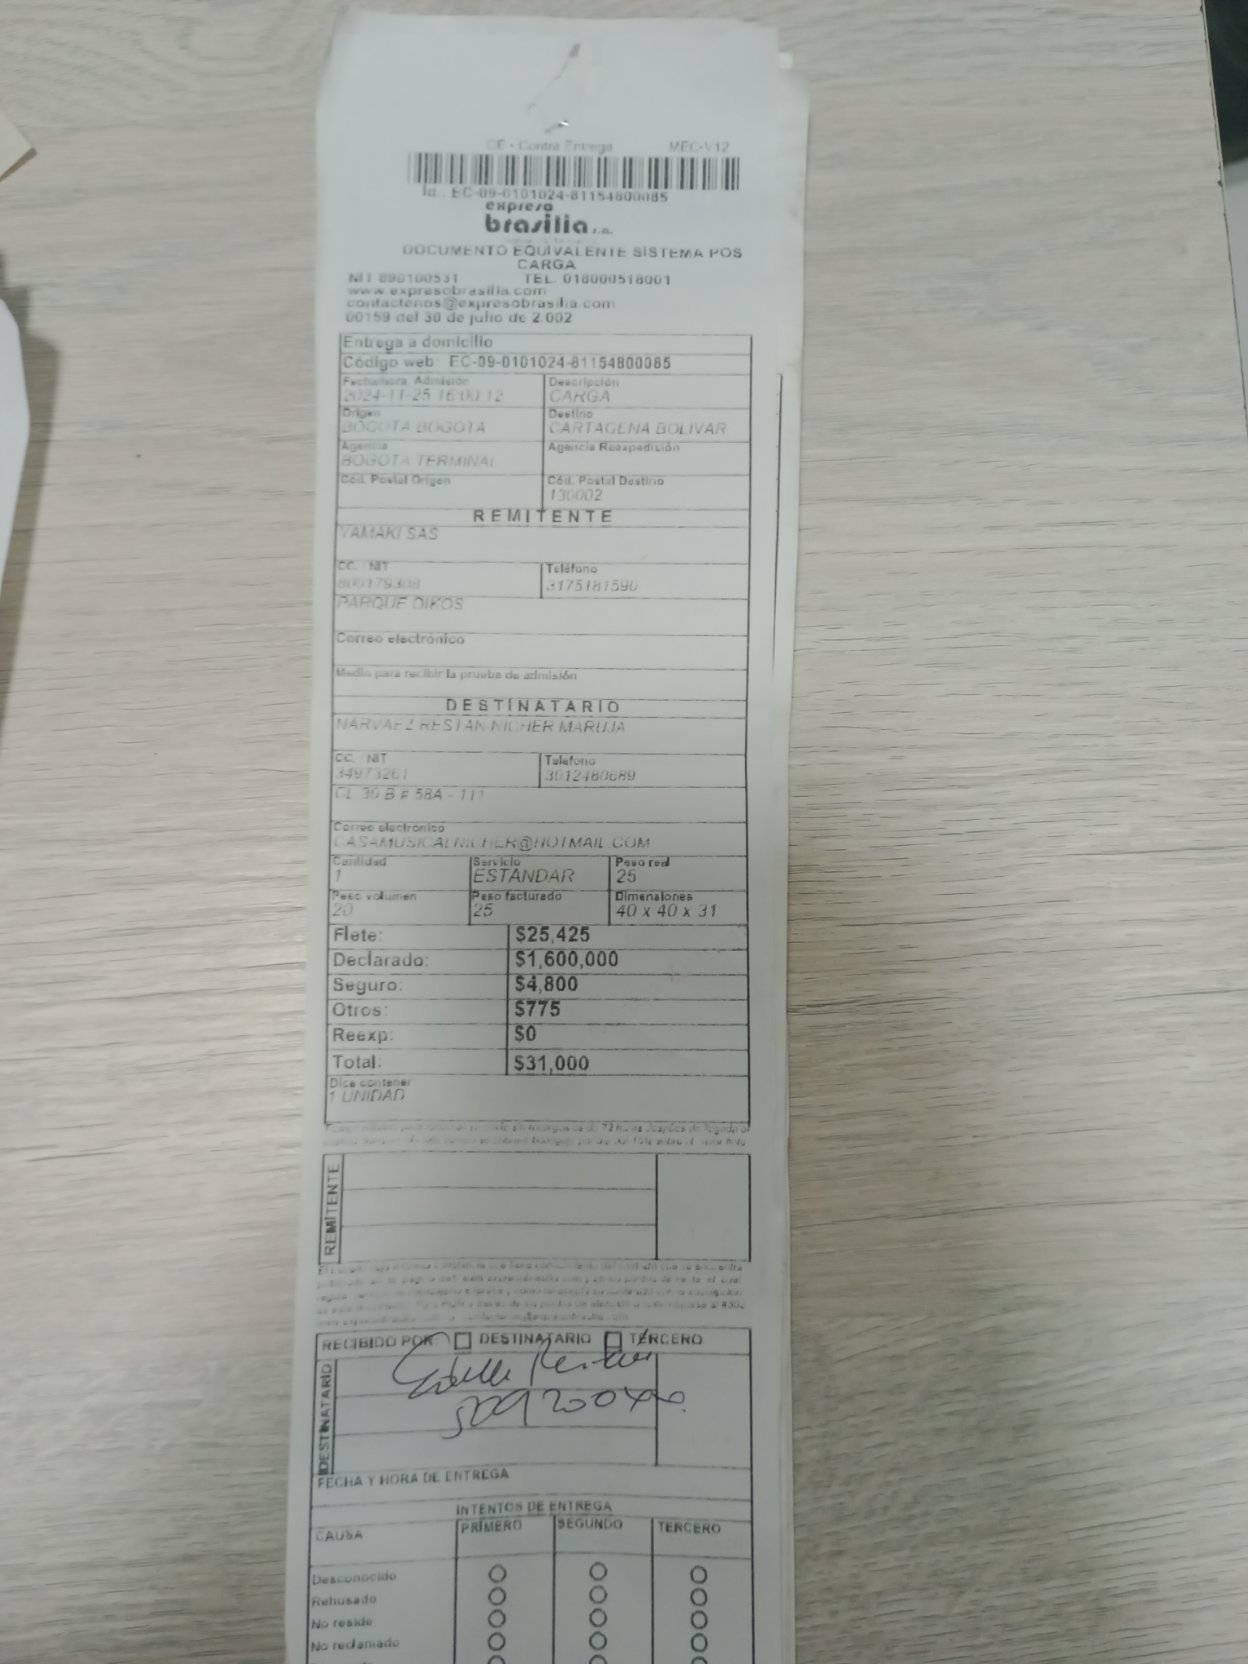 CE - Contra Entrega MEC-V12
Id.: EC-09-0101024-81154800085
expreso
brasilia s.a.
DOCUMENTO EQUIVALENTE SISTEMA POS
CARGA
NIT 890100531 TEL. 018000518001
www.expresobrasilia.com
contactenos@expresobrasilia.com
00159 del 30 de julio de 2.002
Entrega a domicilio
Código web: EC-09-0101024-81154800085
Fecha/hora Admisión Descripción
2024-11-25 16:00:12 CARGA
Origen Destino
BOGOTA BOGOTA CARTAGENA BOLIVAR
Agencia Agencia Reexpedición
BOGOTA TERMINAL
Cód. Postal Origen Cód. Postal Destino
130002
REMITENTE
YAMAKI SAS
CC. NIT Teléfono
800179308 3175181590
PARQUE OIKOS
Correo electrónico
Medio para recibir la prueba de admisión
DESTINATARIO
NARVAEZ RESTAN NICHER MARUJA
CC. NIT Teléfono
34973261 3012480689
CL 30 B # 58A - 111
Correo electrónico
CASAMUSICALNICHER@HOTMAIL.COM
Cantidad Servicio Peso real
1 ESTANDAR 25
Peso volumen Peso facturado Dimensiones
20 25 40 x 40 x 31
Flete: $25,425
Declarado: $1,600,000
Seguro: $4,800
Otros: $775
Reexp: $0
Total: $31,000
Dice contener
1 UNIDAD
REMITENTE
RECIBIDO POR: DESTINATARIO TERCERO
DESTINATARIO
FECHA Y HORA DE ENTREGA
INTENTOS DE ENTREGA
CAUSA PRIMERO SEGUNDO TERCERO
Desconocido
Rehusado
No reside
No reclamado